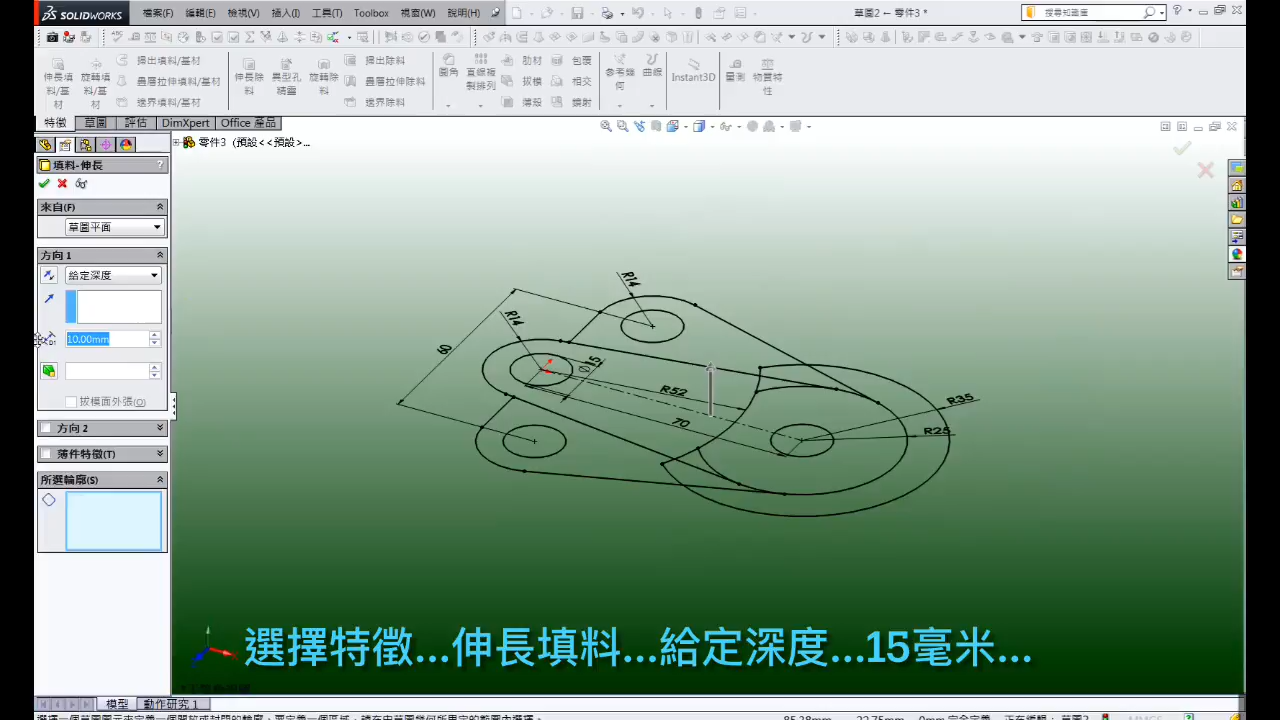 SOLIDWORKS 檔案(F) 編輯(E) 檢視(V) 插入(I) 工具(T) Toolbox 視窗(W) 說明(H) 草圖2 ← 零件3 * 搜尋知識庫
伸長填料/基材 旋轉填料/基材 掃出填料/基材 疊層拉伸填料/基材 邊界填料/基材 伸長除料 異型孔精靈 旋轉除料 掃出除料 疊層拉伸除料 邊界除料 圓角 直線複製排列 肋材 拔模 薄殼 包覆 相交 鏡射 參考幾何 曲線 Instant3D 量測 物質特性
特徵 草圖 評估 DimXpert Office 產品
零件3 (預設<<預設>...
填料-伸長 ?
來自(F)
草圖平面
方向 1
給定深度
10.00mm
拔模面外張(O)
方向 2
薄件特徵(T)
所選輪廓(S)
R14
R14
60
Ø15
R52
70
R35
R25
選擇特徵...伸長填料...給定深度...15毫米...
模型 動作研究 1